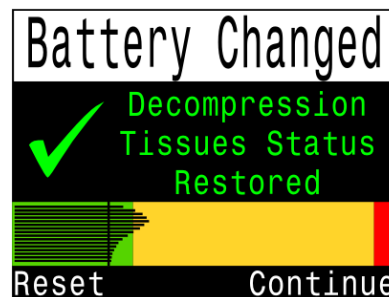 Battery Changed
Decompression
Tissues Status
Restored
Reset Continue